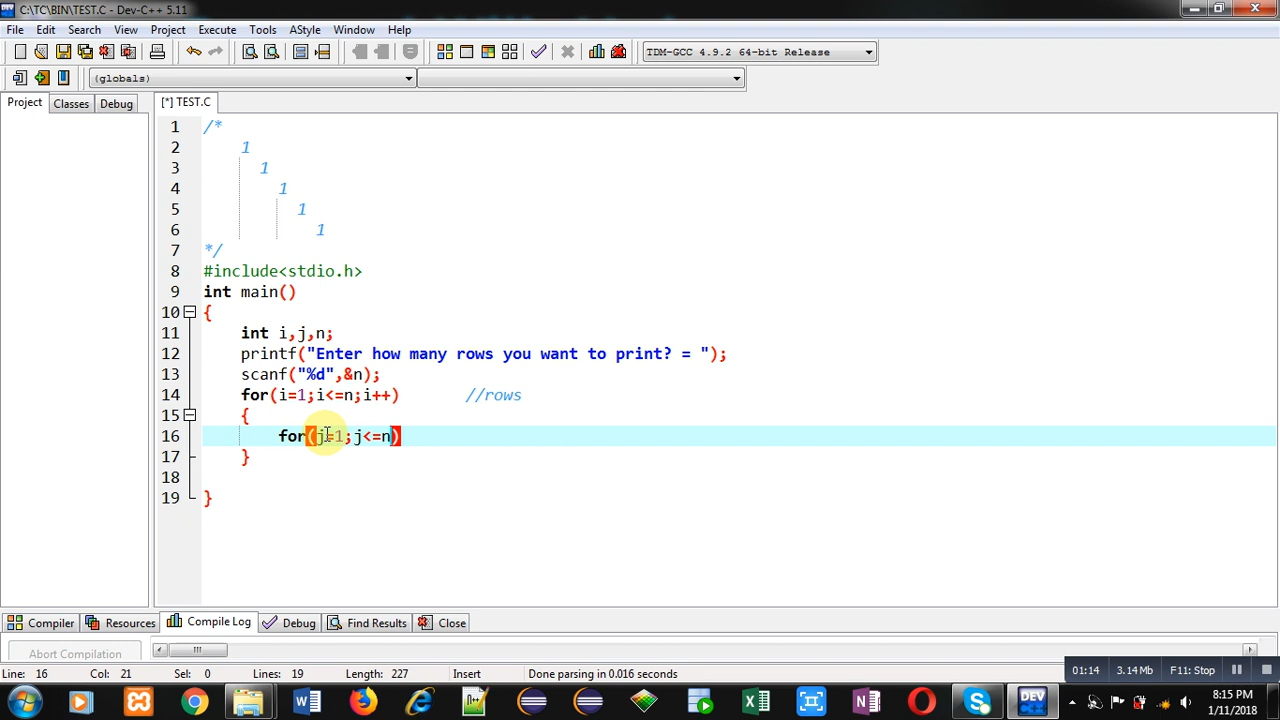 C:\TC\BIN\TEST.C - Dev-C++ 5.11
File Edit Search View Project Execute Tools AStyle Window Help
TDM-GCC 4.9.2 64-bit Release
(globals)
Project Classes Debug [*] TEST.C
1 /*
2 1
3 1
4 1
5 1
6 1
7 */
8 #include<stdio.h>
9 int main()
10 {
11 int i,j,n;
12 printf("Enter how many rows you want to print? = ");
13 scanf("%d",&n);
14 for(i=1;i<=n;i++) //rows
15 {
16 for(j=1;j<=n)
17 }
18
19 }
Compiler Resources Compile Log Debug Find Results Close
Abort Compilation
Line: 16 Col: 21 Sel: 0 Lines: 19 Length: 227 Insert Done parsing in 0.016 seconds
01:14 3.14 Mb F11: Stop
8:15 PM
1/11/2018